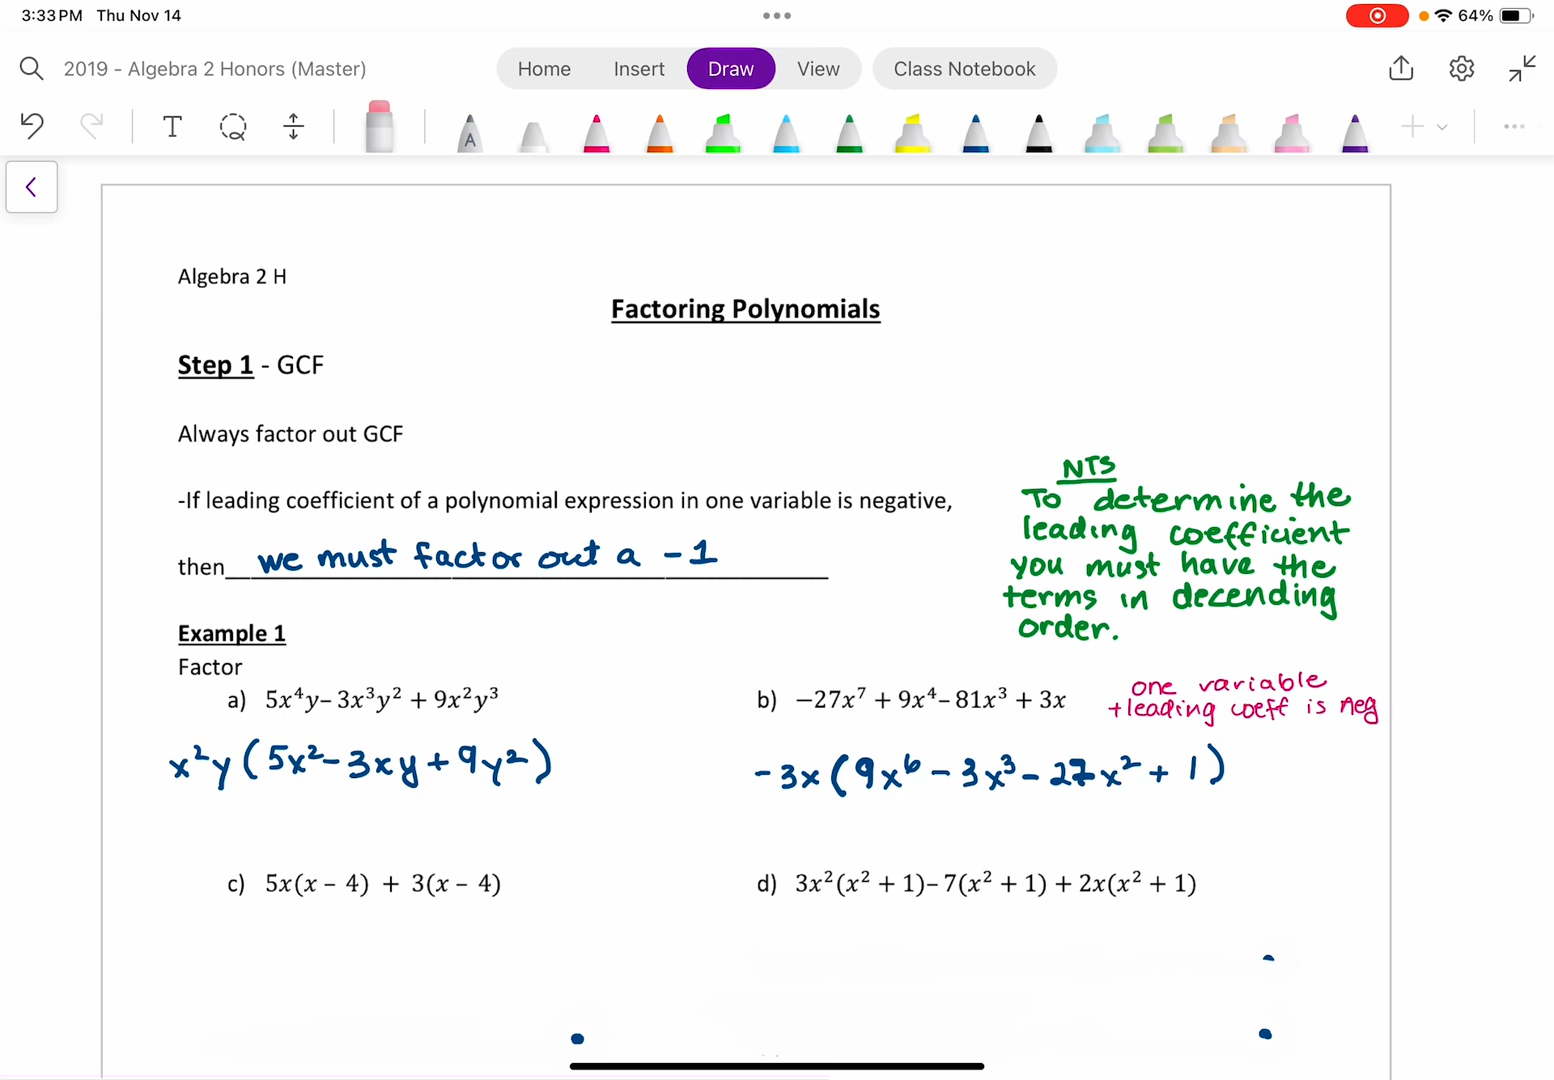 3:33 PM Thu Nov 14
64%
2019 - Algebra 2 Honors (Master)
Home Insert Draw View Class Notebook
T A
Algebra 2 H
Factoring Polynomials
Step 1 - GCF
Always factor out GCF
-If leading coefficient of a polynomial expression in one variable is negative,
then we must factor out a -1
NTS
To determine the
leading coefficient
you must have the
terms in decending
order.
Example 1
Factor
a) 5x⁴y– 3x³y² + 9x²y³
x²y(5x²-3xy+9y²)
b) −27x⁷ + 9x⁴– 81x³ + 3x
one variable
+leading coeff is neg
-3x(9x⁶-3x³-27x²+1)
c) 5x(x – 4) + 3(x – 4)
d) 3x²(x² + 1)– 7(x² + 1) + 2x(x² + 1)